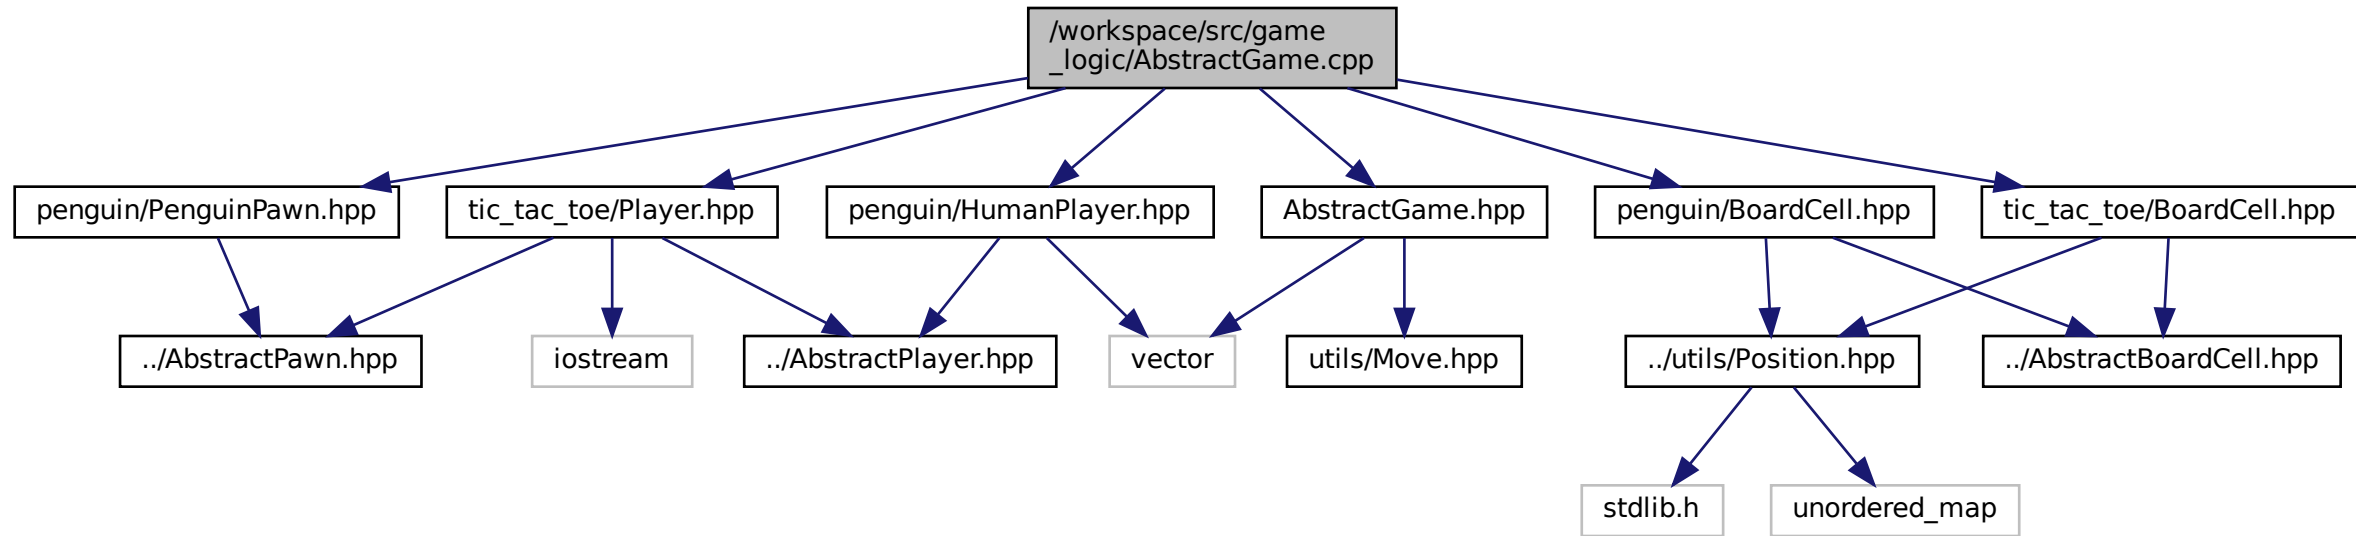 /workspace/src/game
_logic/AbstractGame.cpp
penguin/PenguinPawn.hpp
tic_tac_toe/Player.hpp
penguin/HumanPlayer.hpp
AbstractGame.hpp
penguin/BoardCell.hpp
tic_tac_toe/BoardCell.hpp
../AbstractPawn.hpp
iostream
../AbstractPlayer.hpp
vector
utils/Move.hpp
../utils/Position.hpp
../AbstractBoardCell.hpp
stdlib.h
unordered_map